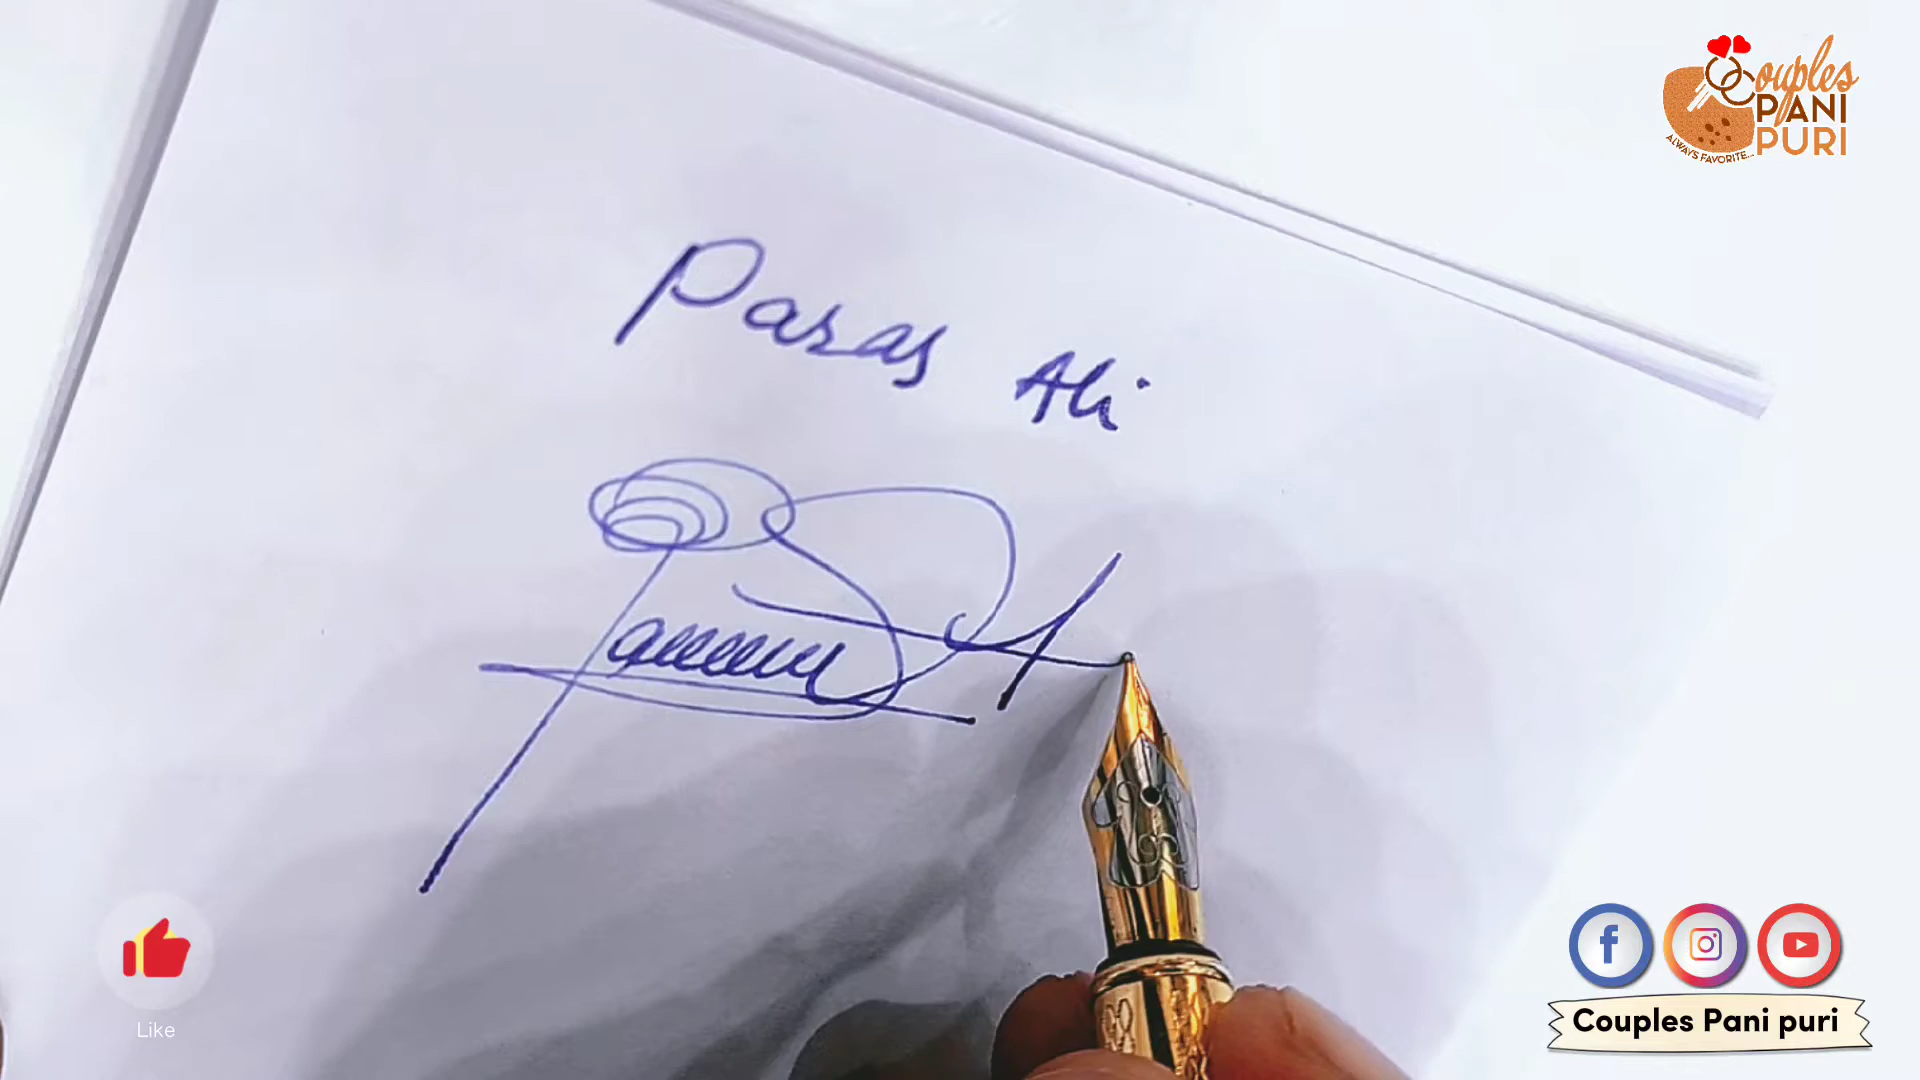 Couples
PANI
PURI
ALWAYS FAVORITE...
Paras Ali
Like
Couples Pani puri